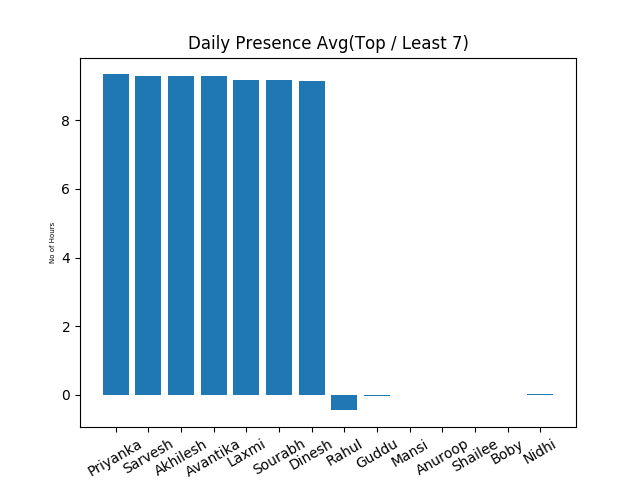 Daily Presence Avg(Top / Least 7)
No of Hours
8
6
4
2
0
Priyanka
Sarvesh
Akhilesh
Avantika
Laxmi
Sourabh
Dinesh
Rahul
Guddu
Mansi
Anuroop
Shailee
Boby
Nidhi